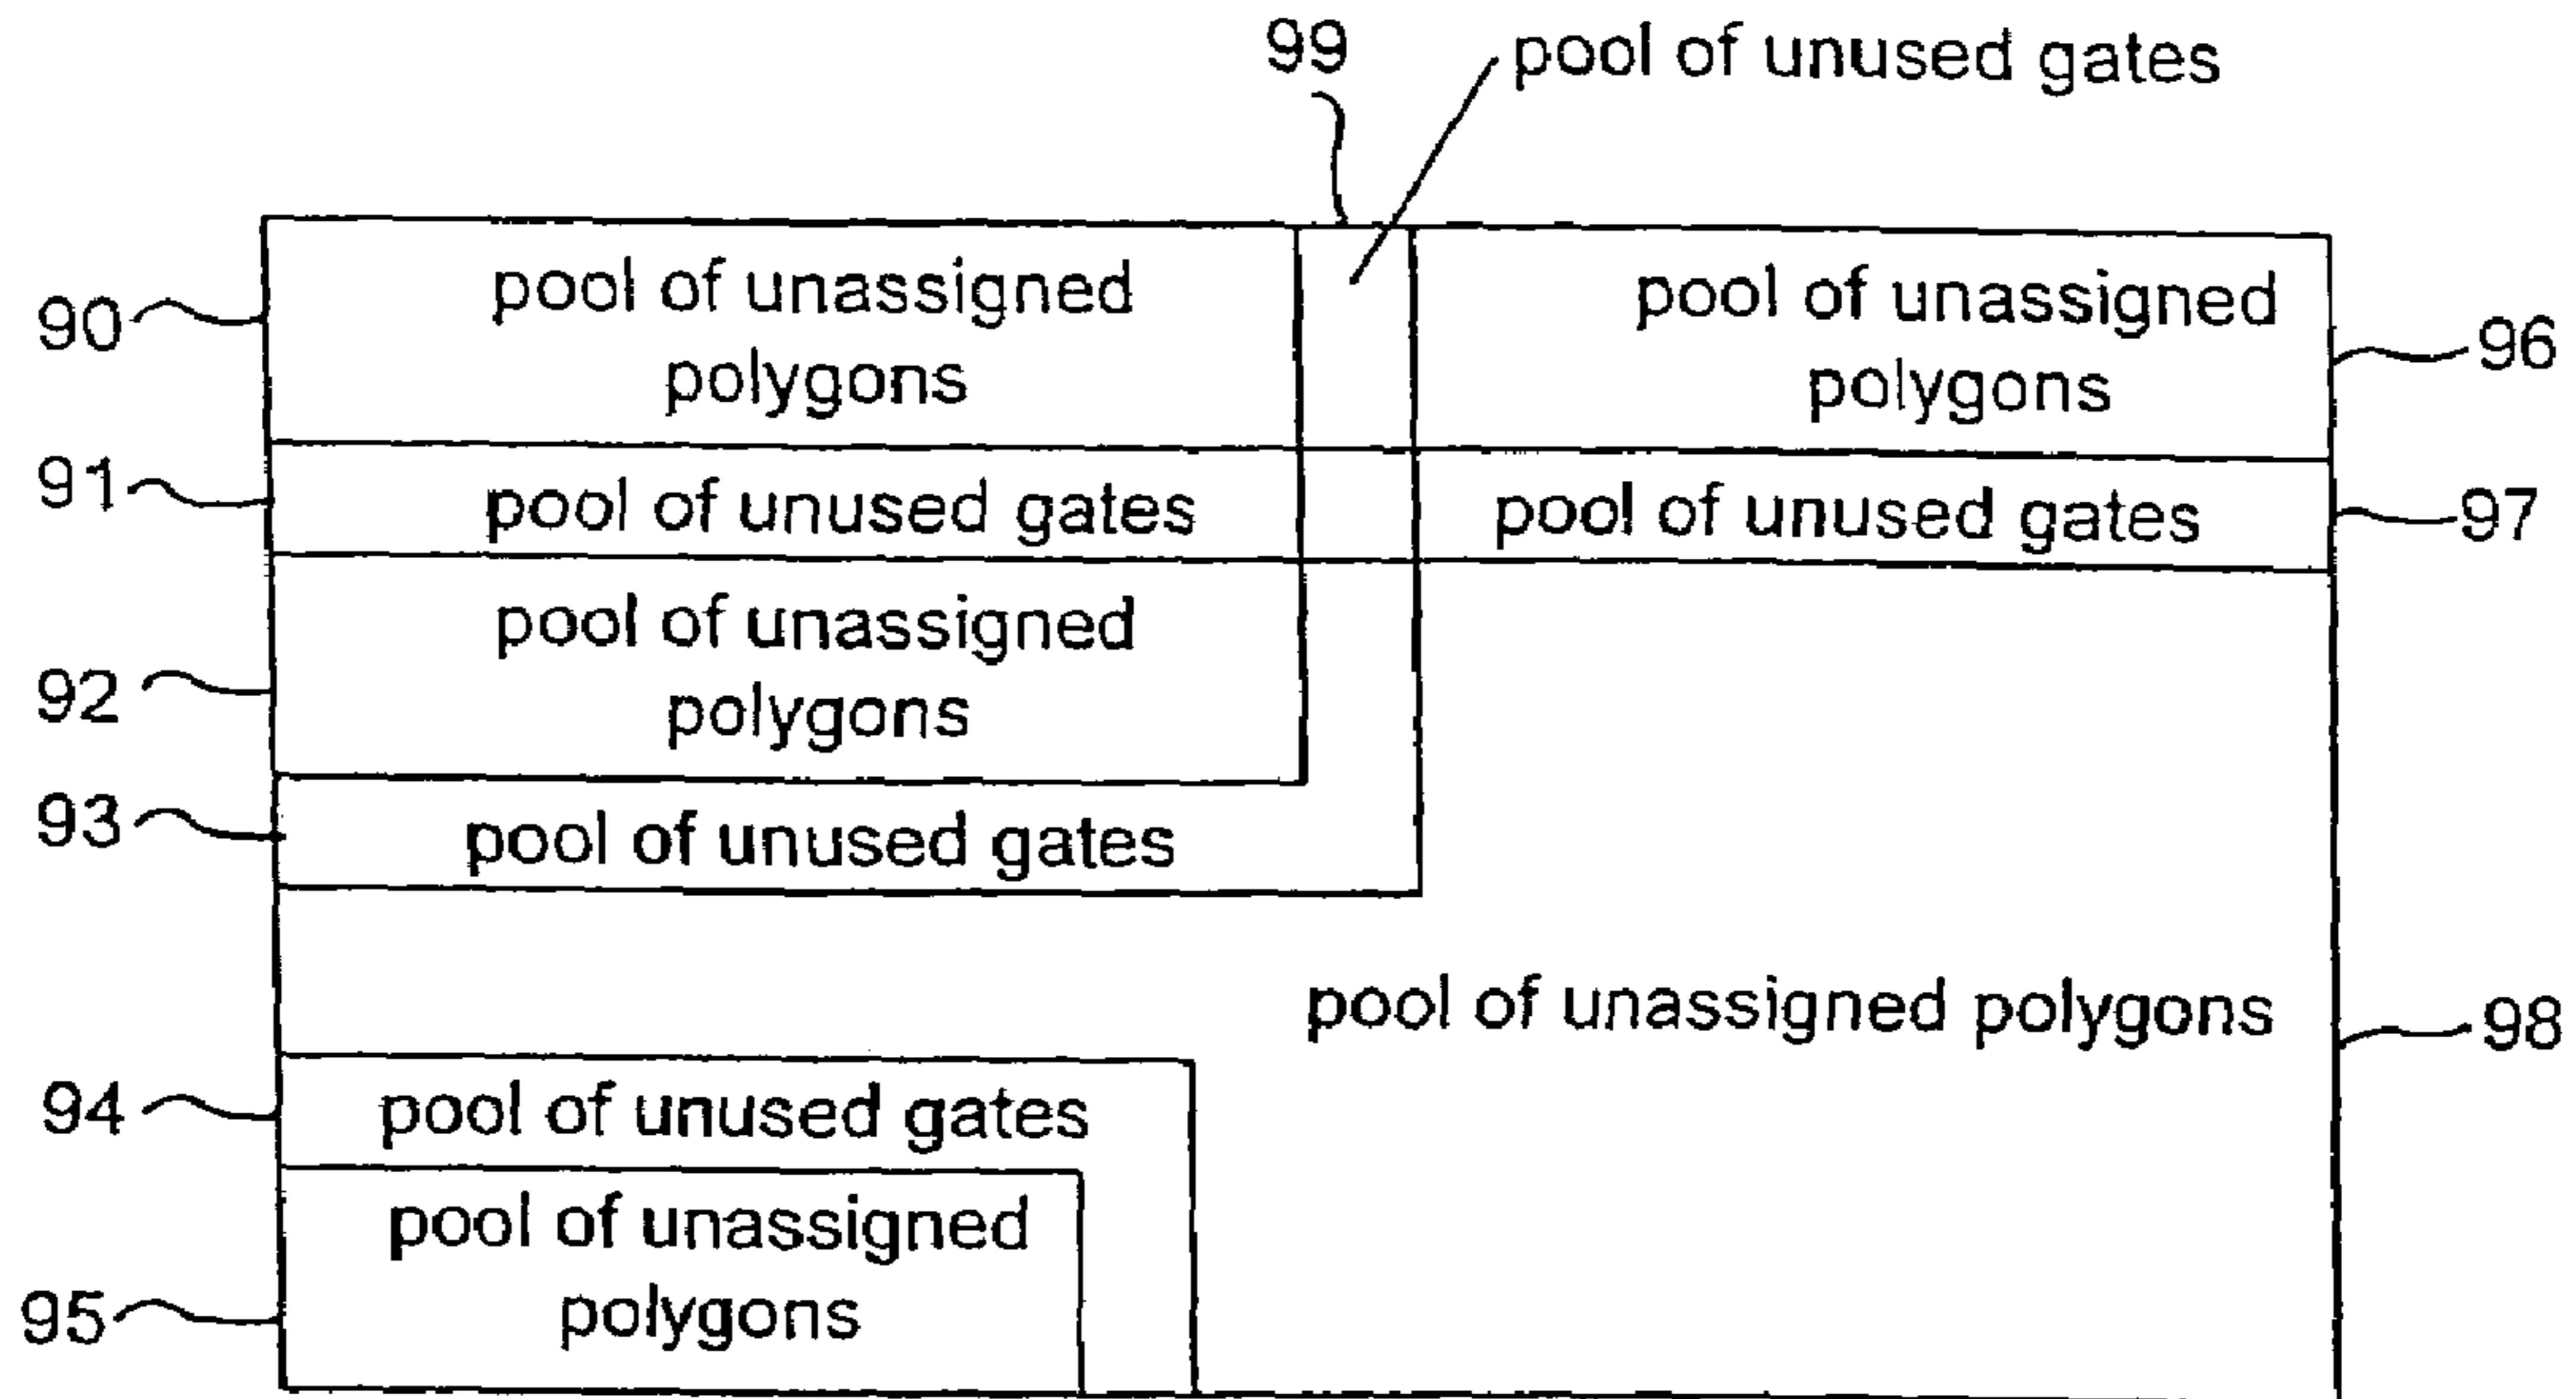 99
pool of unused gates
90
pool of unassigned
polygons
pool of unassigned
polygons
96
91
pool of unused gates
pool of unused gates
97
92
pool of unassigned
polygons
93
pool of unused gates
pool of unassigned polygons
98
94
pool of unused gates
95
pool of unassigned
polygons